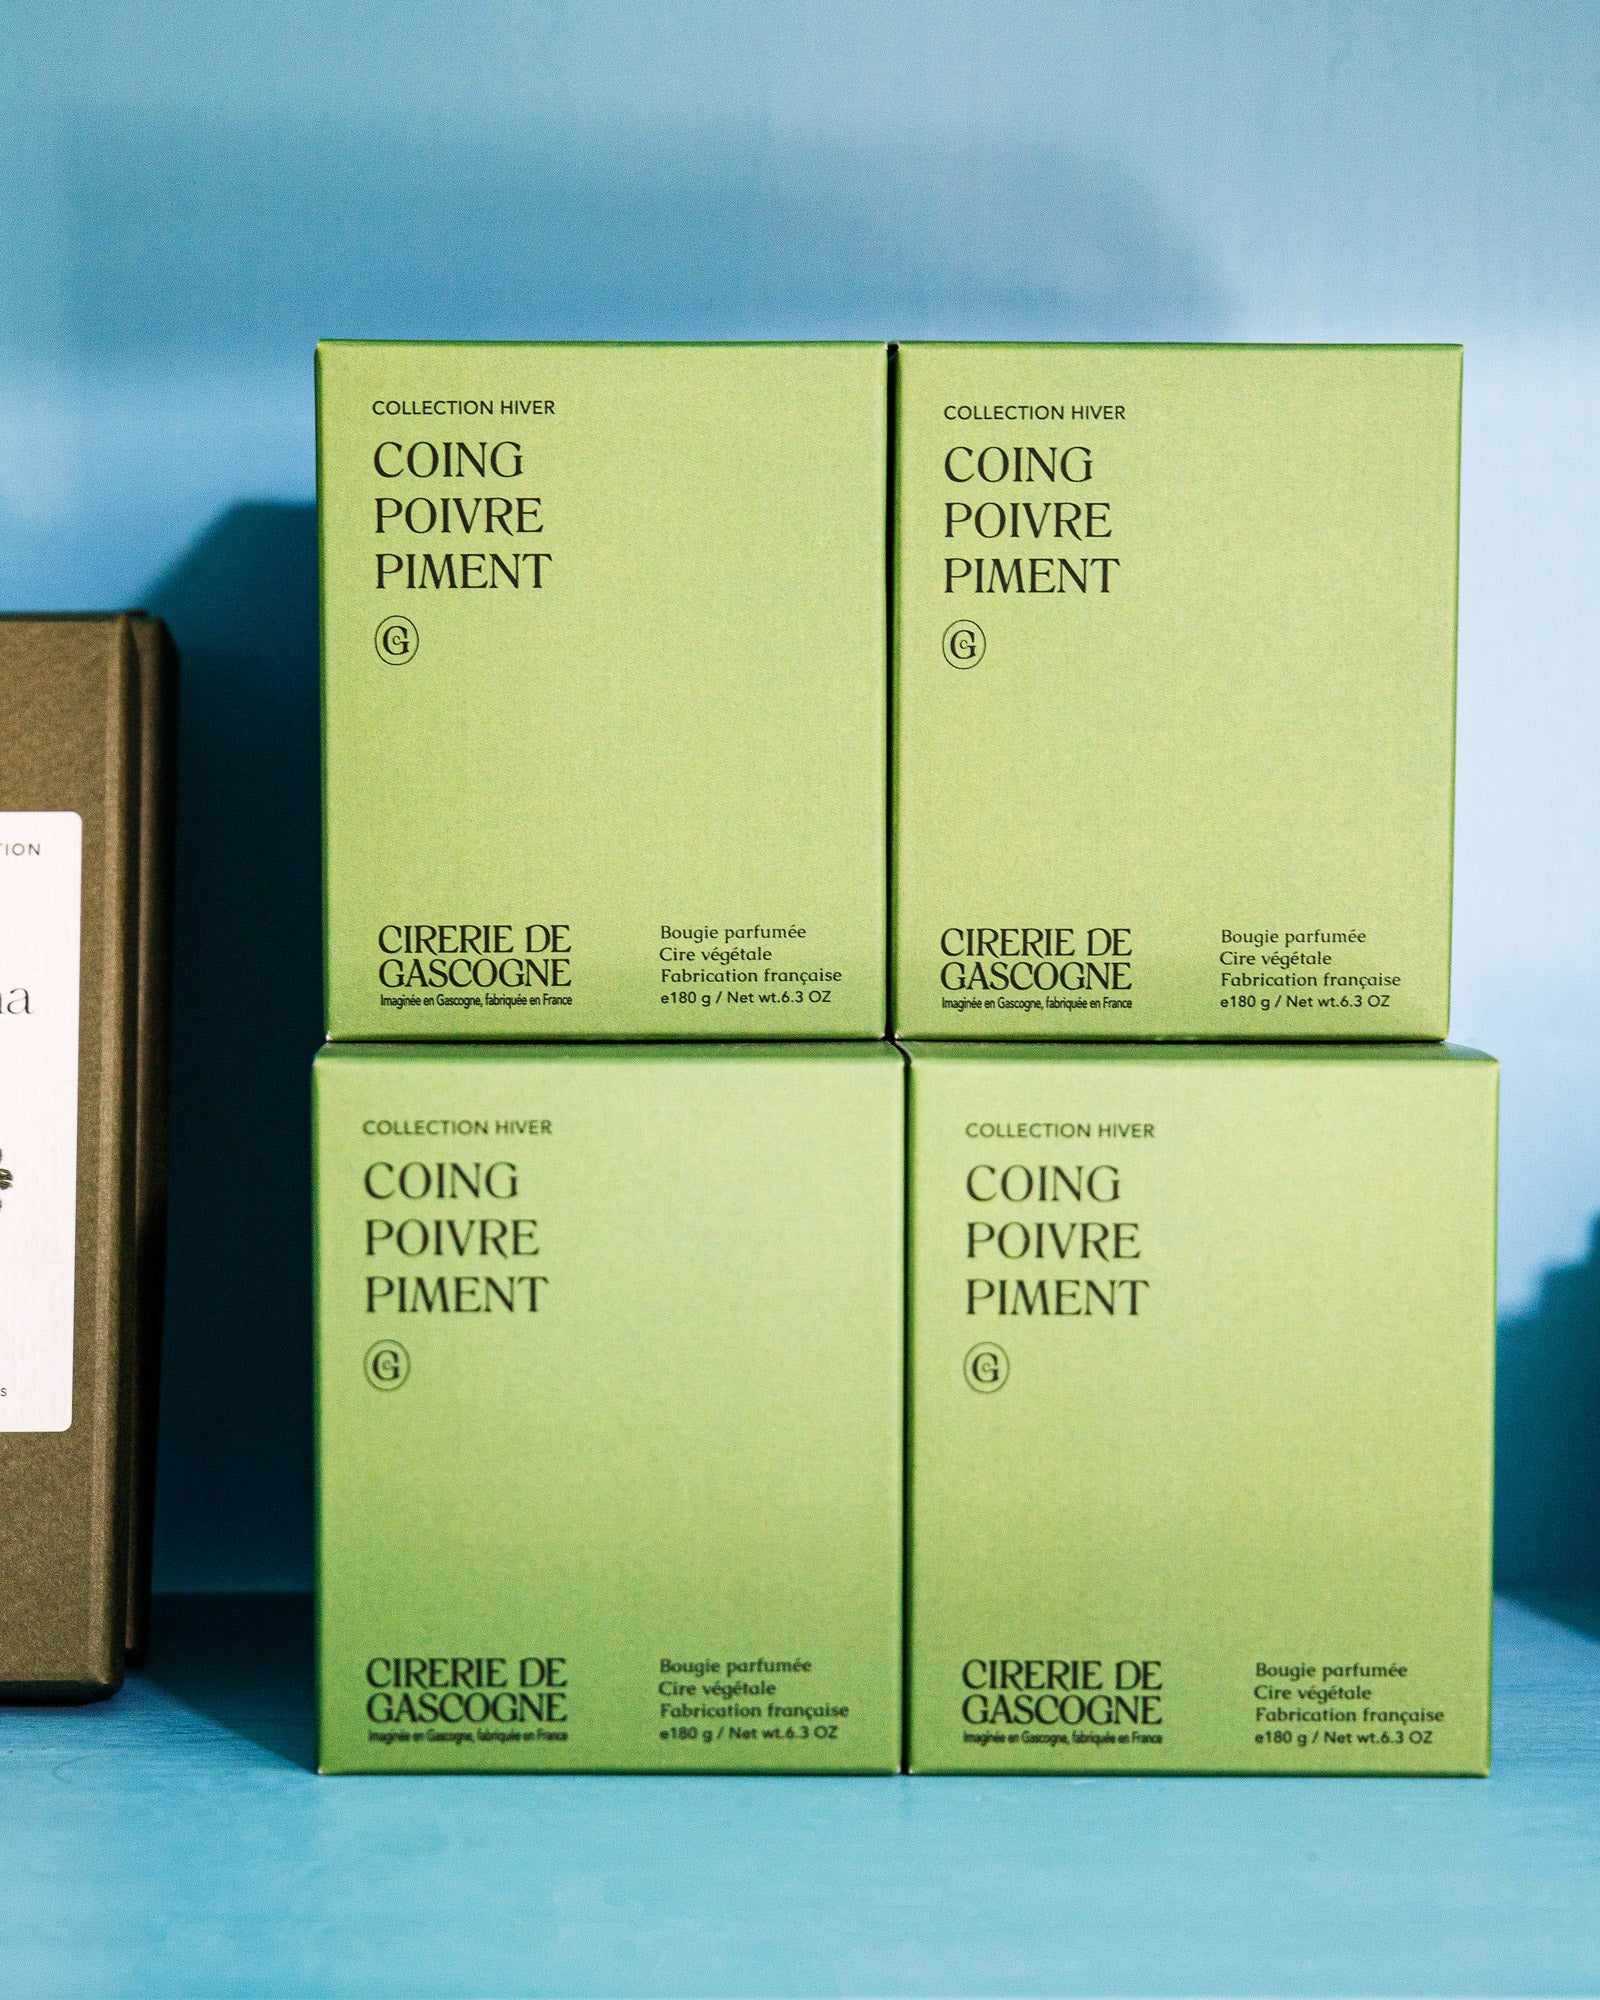 COLLECTION HIVER
COING
POIVRE
PIMENT
G
CIRERIE DE
GASCOGNE
Imaginée en Gascogne, fabriquée en France
Bougie parfumée
Cire végétale
Fabrication française
e180 g / Net wt.6.3 OZ
COLLECTION HIVER
COING
POIVRE
PIMENT
G
CIRERIE DE
GASCOGNE
Imaginée en Gascogne, fabriquée en France
Bougie parfumée
Cire végétale
Fabrication française
e180 g / Net wt.6.3 OZ
COLLECTION HIVER
COING
POIVRE
PIMENT
G
CIRERIE DE
GASCOGNE
Imaginée en Gascogne, fabriquée en France
Bougie parfumée
Cire végétale
Fabrication française
e180 g / Net wt.6.3 OZ
COLLECTION HIVER
COING
POIVRE
PIMENT
G
CIRERIE DE
GASCOGNE
Imaginée en Gascogne, fabriquée en France
Bougie parfumée
Cire végétale
Fabrication française
e180 g / Net wt.6.3 OZ